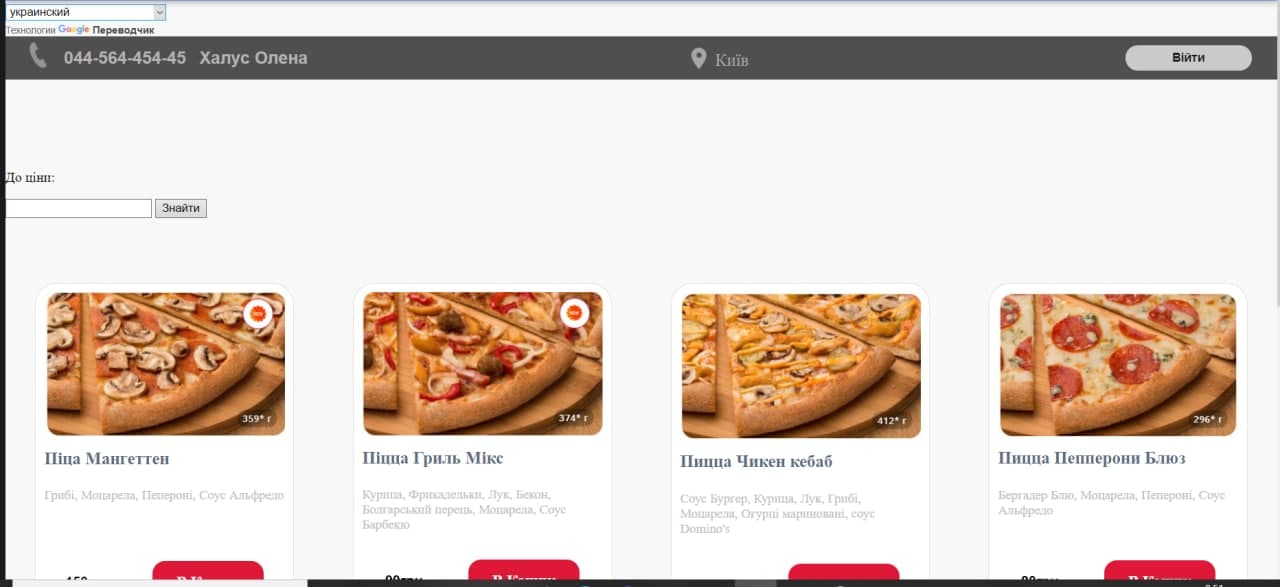 украинский
Технологии Google Переводчик
044-564-454-45 Халус Олена
Київ
Війти
До ціни:
Знайти
359* г
374* г
412* г
296* г
Піца Мангеттен
Піцца Гриль Мікс
Пицца Чикен кебаб
Пицца Пепперони Блюз
Грибі, Моцарела, Пепероні, Соус Альфредо
Курица, Фрикадельки, Лук, Бекон,
Болгарський перець, Моцарела, Соус
Барбекю
Соус Бургер, Курица, Лук, Грибі,
Моцарела, Огурці мариновані, соус
Domino's
Бергадер Блю, Моцарела, Пепероні, Соус
Альфредо